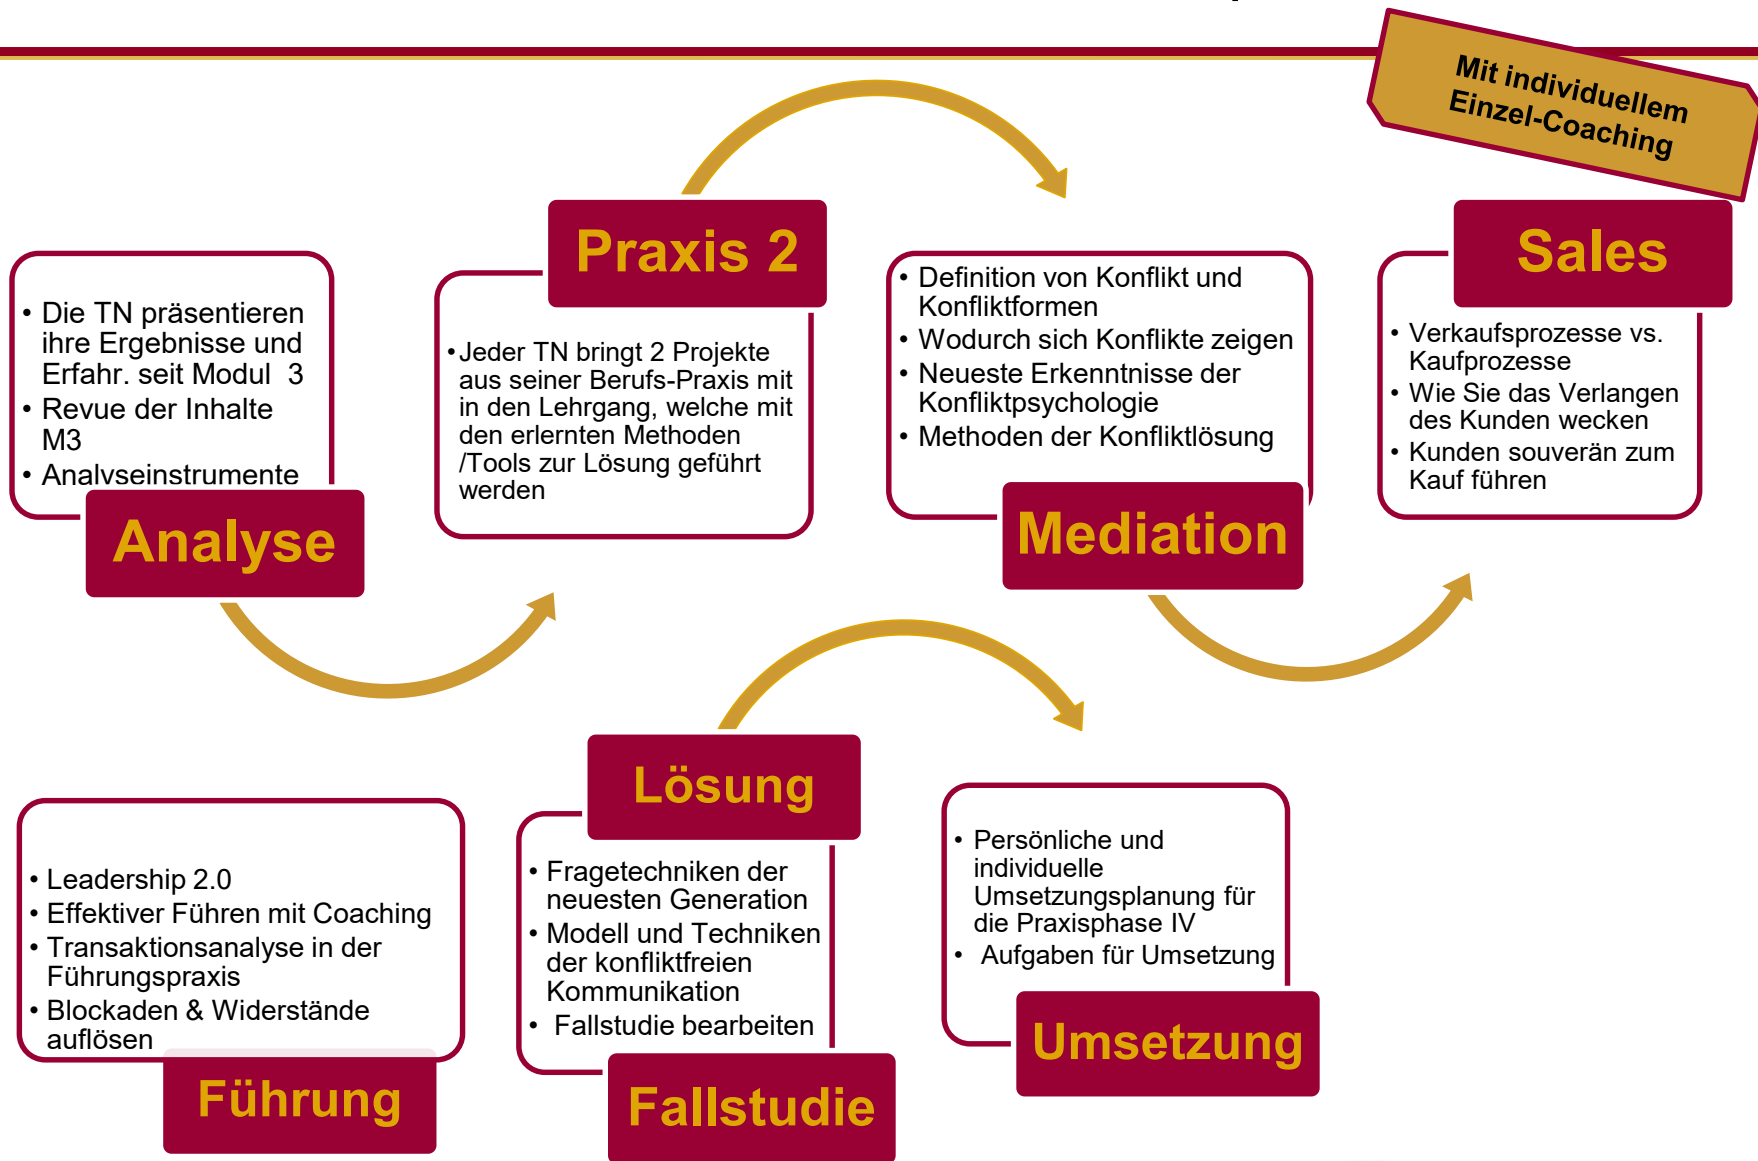 Mit individuellem
Einzel-Coaching
• Die TN präsentieren
ihre Ergebnisse und
Erfahr. seit Modul 3
• Revue der Inhalte
M3
• Analyseinstrumente
Analyse
Praxis 2
• Jeder TN bringt 2 Projekte
aus seiner Berufs-Praxis mit
in den Lehrgang, welche mit
den erlernten Methoden
/Tools zur Lösung geführt
werden
• Definition von Konflikt und
Konfliktformen
• Wodurch sich Konflikte zeigen
• Neueste Erkenntnisse der
Konfliktpsychologie
• Methoden der Konfliktlösung
Mediation
Sales
• Verkaufsprozesse vs.
Kaufprozesse
• Wie Sie das Verlangen
des Kunden wecken
• Kunden souverän zum
Kauf führen
• Leadership 2.0
• Effektiver Führen mit Coaching
• Transaktionsanalyse in der
Führungspraxis
• Blockaden & Widerstände
auflösen
Führung
Lösung
• Fragetechniken der
neuesten Generation
• Modell und Techniken
der konfliktfreien
Kommunikation
• Fallstudie bearbeiten
Fallstudie
• Persönliche und
individuelle
Umsetzungsplanung für
die Praxisphase IV
• Aufgaben für Umsetzung
Umsetzung